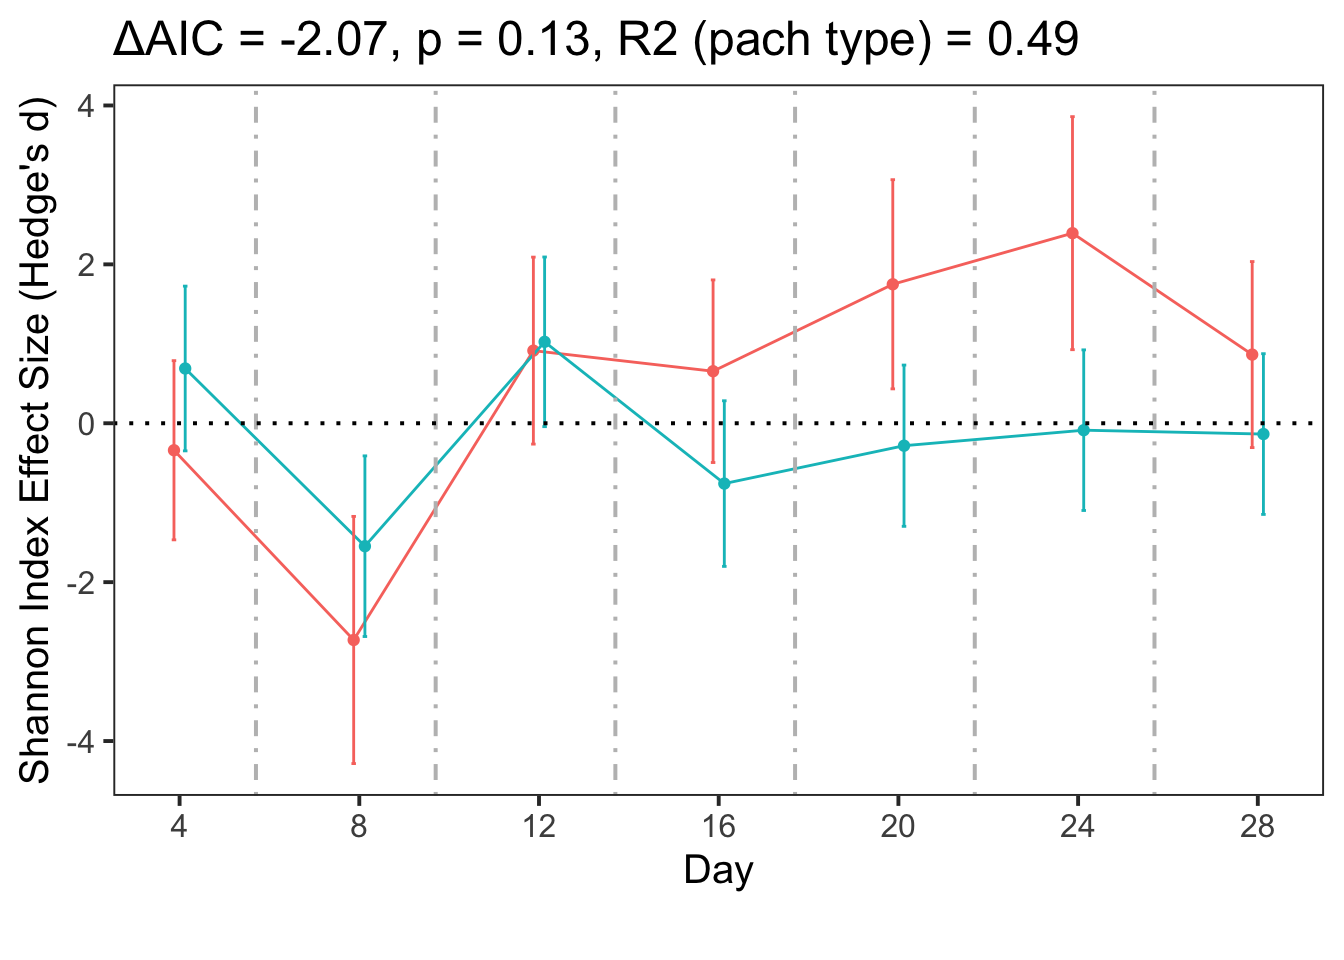 ΔAIC = -2.07, p = 0.13, R2 (pach type) = 0.49
Shannon Index Effect Size (Hedge's d)
4
2
0
-2
-4
4 8 12 16 20 24 28
Day